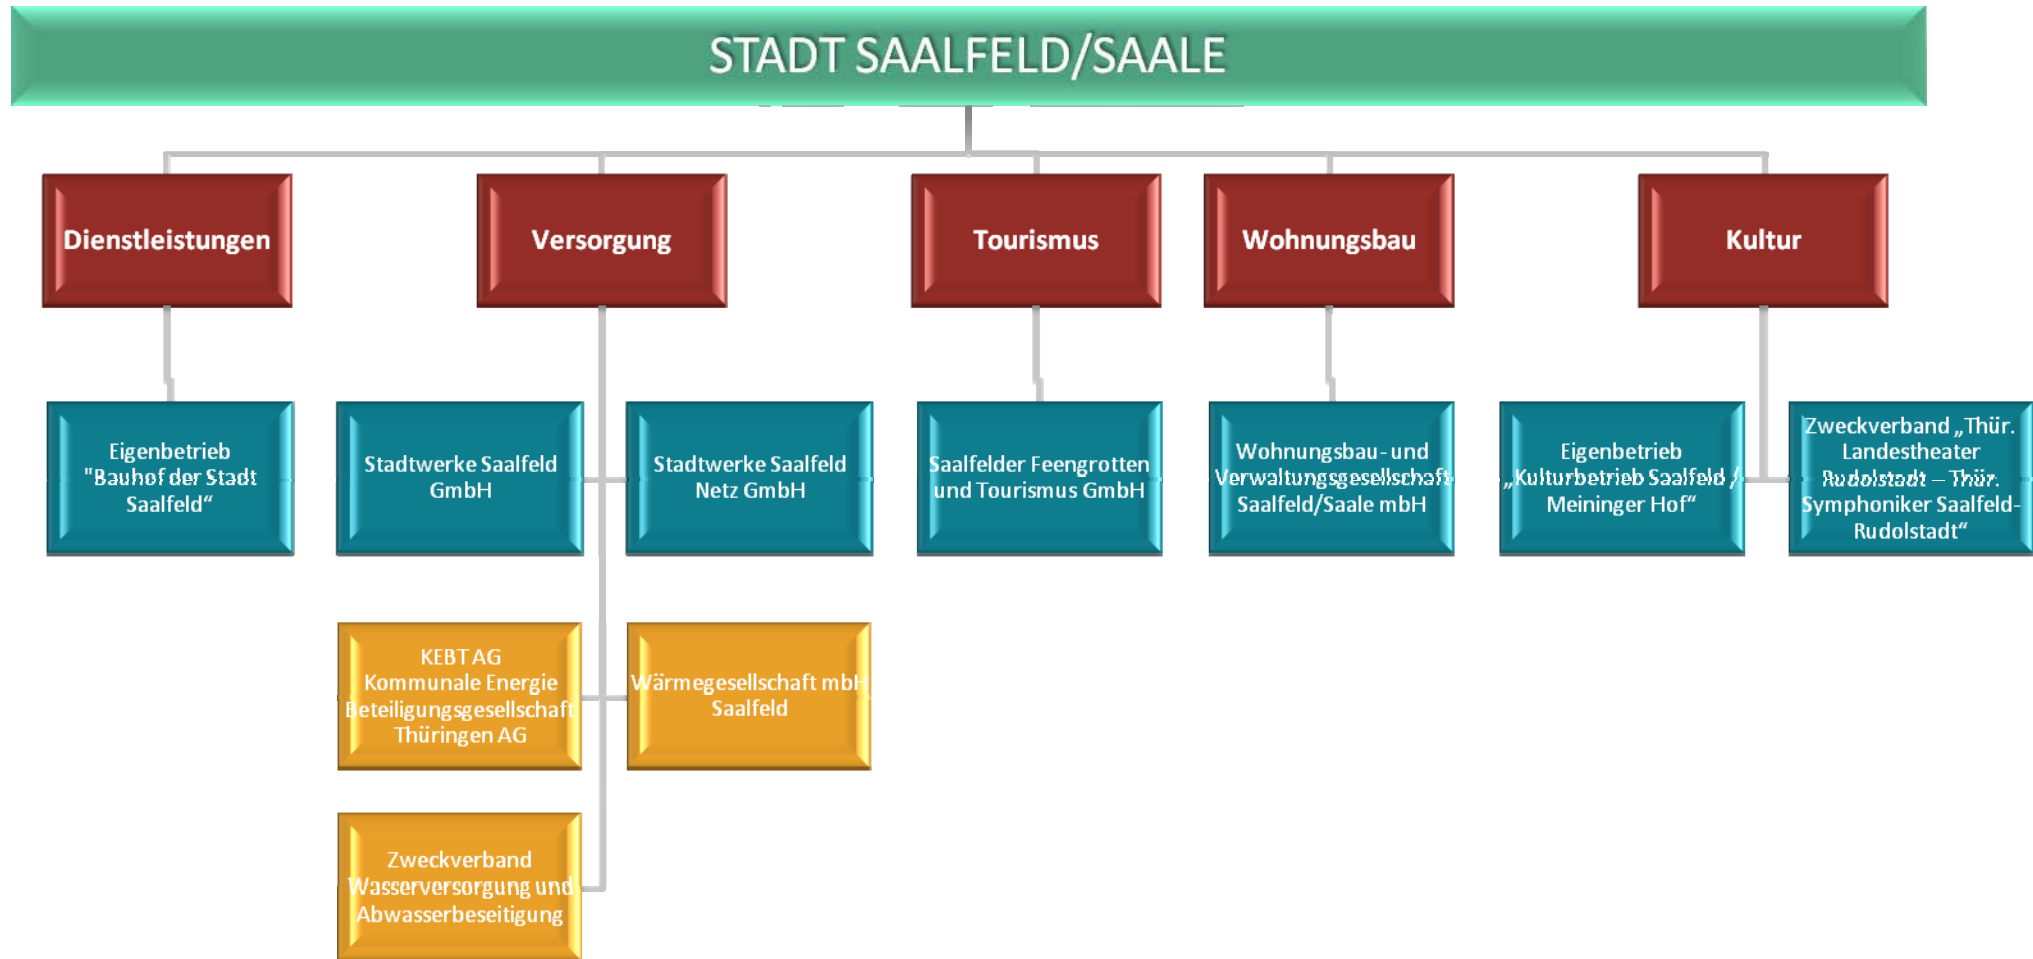 STADT SAALFELD/SAALE
Dienstleistungen
Versorgung
Tourismus
Wohnungsbau
Kultur
Eigenbetrieb
"Bauhof der Stadt
Saalfeld“
Stadtwerke Saalfeld
GmbH
Stadtwerke Saalfeld
Netz GmbH
Saalfelder Feengrotten
und Tourismus GmbH
Wohnungsbau- und
Verwaltungsgesellschaft
Saalfeld/Saale mbH
Eigenbetrieb
„Kulturbetrieb Saalfeld /
Meininger Hof“
Zweckverband „Thür.
Landestheater
Rudolstadt – Thür.
Symphoniker Saalfeld-
Rudolstadt“
KEBT AG
Kommunale Energie
Beteiligungsgesellschaft
Thüringen AG
Wärmegesellschaft mbH
Saalfeld
Zweckverband
Wasserversorgung und
Abwasserbeseitigung